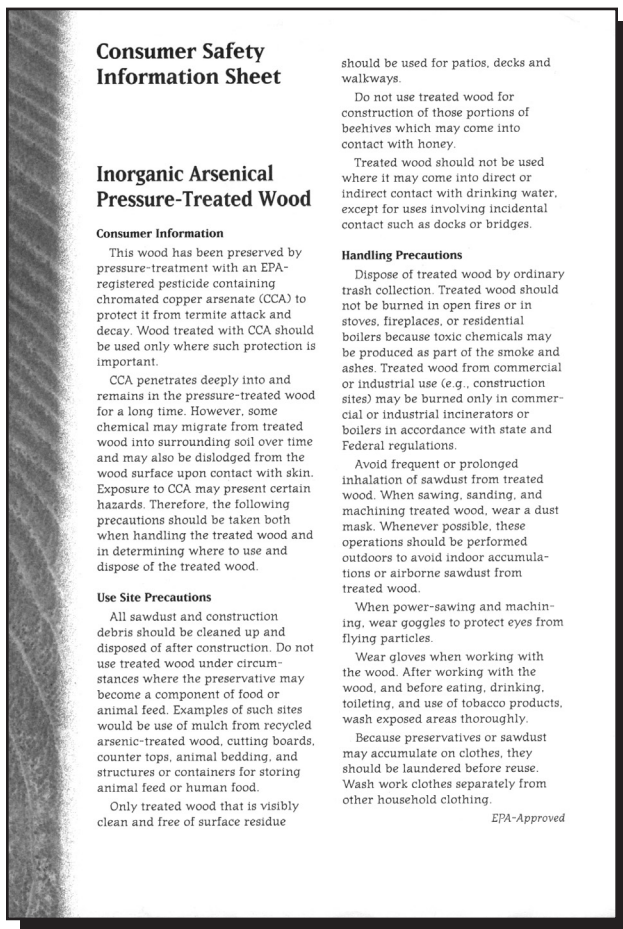 Consumer Safety
Information Sheet
Inorganic Arsenical
Pressure-Treated Wood
Consumer Information
This wood has been preserved by
pressure-treatment with an EPA-
registered pesticide containing
chromated copper arsenate (CCA) to
protect it from termite attack and
decay. Wood treated with CCA should
be used only where such protection is
important.
CCA penetrates deeply into and
remains in the pressure-treated wood
for a long time. However, some
chemical may migrate from treated
wood into surrounding soil over time
and may also be dislodged from the
wood surface upon contact with skin.
Exposure to CCA may present certain
hazards. Therefore, the following
precautions should be taken both
when handling the treated wood and
in determining where to use and
dispose of the treated wood.
Use Site Precautions
All sawdust and construction
debris should be cleaned up and
disposed of after construction. Do not
use treated wood under circum-
stances where the preservative may
become a component of food or
animal feed. Examples of such sites
would be use of mulch from recycled
arsenic-treated wood, cutting boards,
counter tops, animal bedding, and
structures or containers for storing
animal feed or human food.
Only treated wood that is visibly
clean and free of surface residue
should be used for patios, decks and
walkways.
Do not use treated wood for
construction of those portions of
beehives which may come into
contact with honey.
Treated wood should not be used
where it may come into direct or
indirect contact with drinking water,
except for uses involving incidental
contact such as docks or bridges.
Handling Precautions
Dispose of treated wood by ordinary
trash collection. Treated wood should
not be burned in open fires or in
stoves, fireplaces, or residential
boilers because toxic chemicals may
be produced as part of the smoke and
ashes. Treated wood from commercial
or industrial use (e.g., construction
sites) may be burned only in commer-
cial or industrial incinerators or
boilers in accordance with state and
Federal regulations.
Avoid frequent or prolonged
inhalation of sawdust from treated
wood. When sawing, sanding, and
machining treated wood, wear a dust
mask. Whenever possible, these
operations should be performed
outdoors to avoid indoor accumula-
tions or airborne sawdust from
treated wood.
When power-sawing and machin-
ing, wear goggles to protect eyes from
flying particles.
Wear gloves when working with
the wood. After working with the
wood, and before eating, drinking,
toileting, and use of tobacco products,
wash exposed areas thoroughly.
Because preservatives or sawdust
may accumulate on clothes, they
should be laundered before reuse.
Wash work clothes separately from
other household clothing.
EPA-Approved